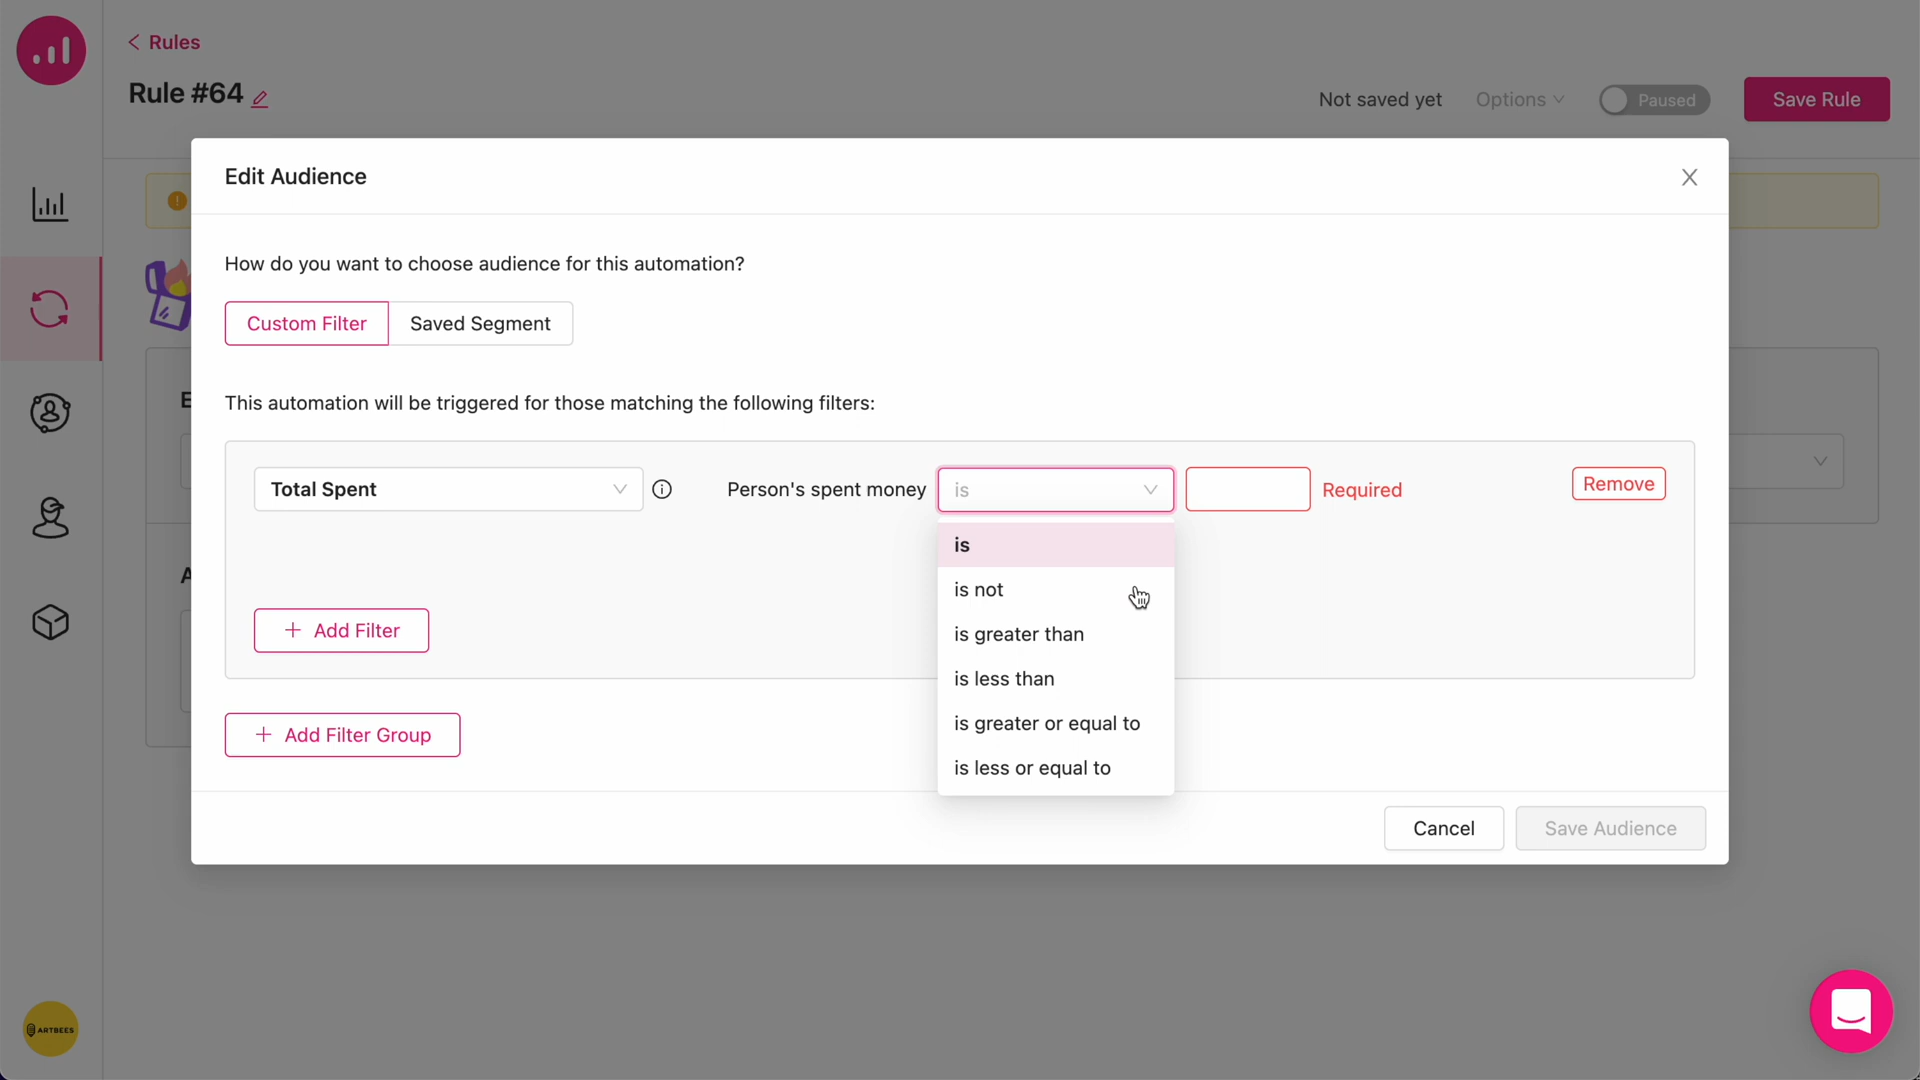 Rules
Rule #64
Not saved yet
Options
Paused
Save Rule
Edit Audience
How do you want to choose audience for this automation?
Custom Filter
Saved Segment
This automation will be triggered for those matching the following filters:
Total Spent
Person's spent money
is
Required
Remove
is
is not
is greater than
is less than
is greater or equal to
is less or equal to
Add Filter
Add Filter Group
Cancel
Save Audience
ARTBEES